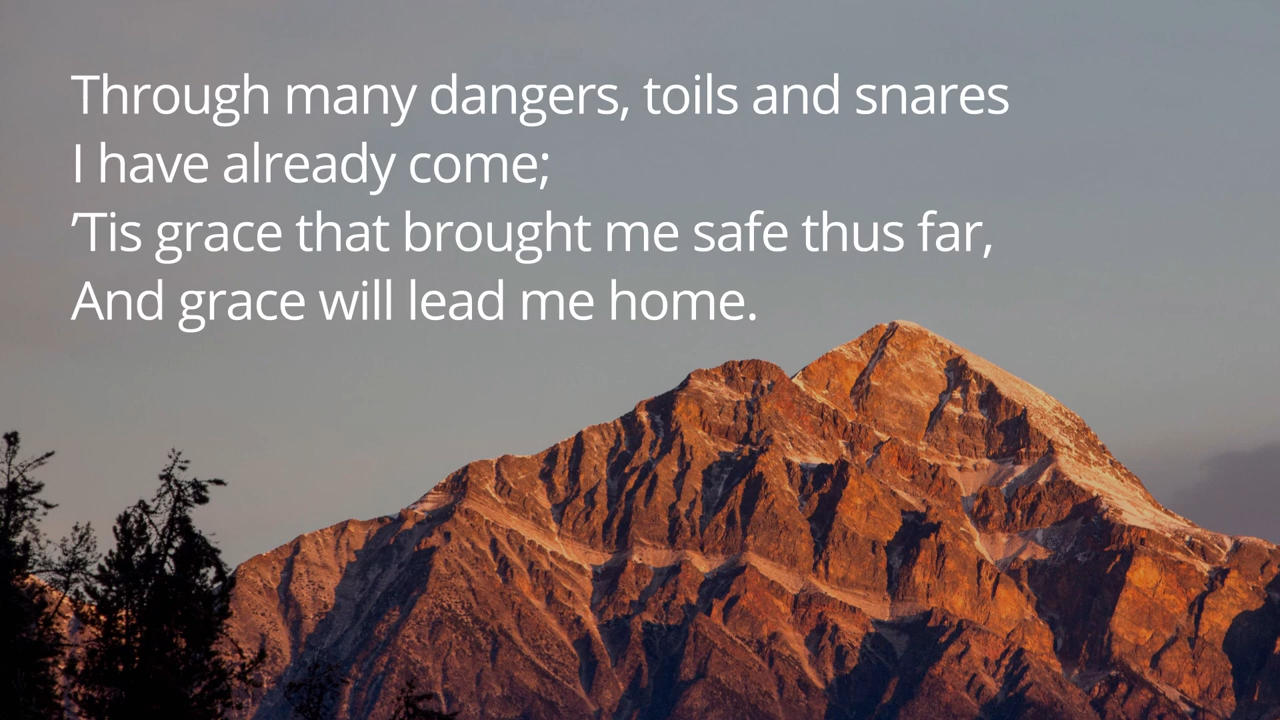 Through many dangers, toils and snares
I have already come;
’Tis grace that brought me safe thus far,
And grace will lead me home.